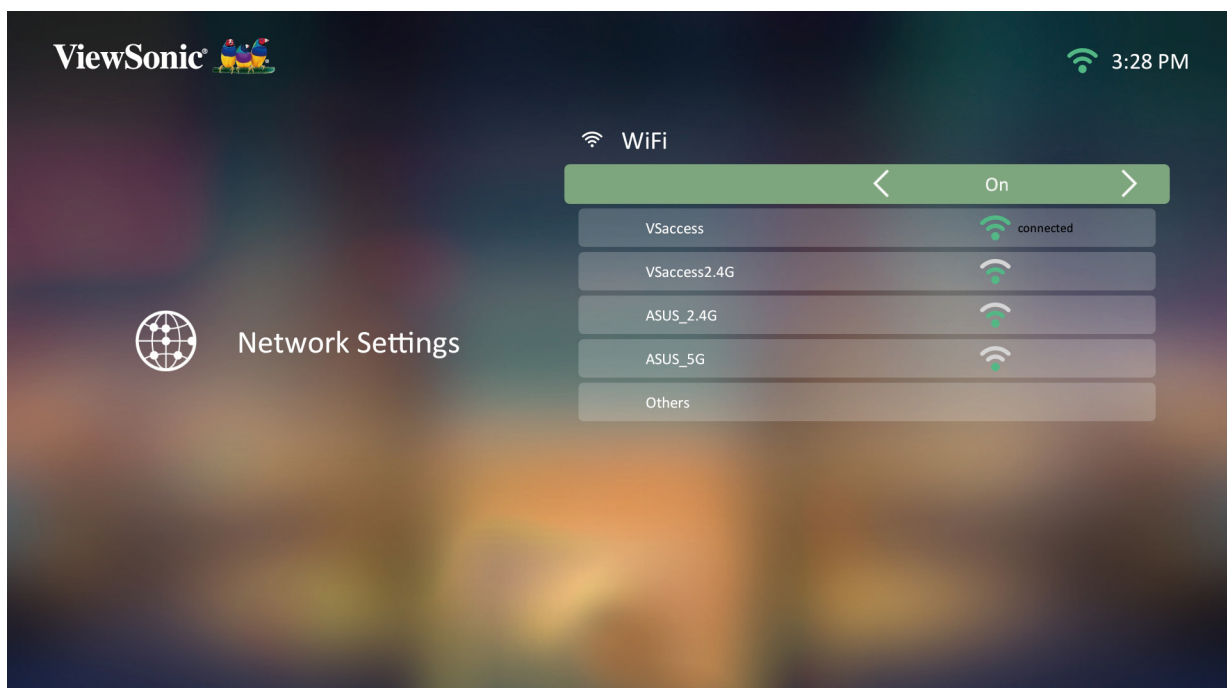 ViewSonic®
3:28 PM
WiFi
On
VSaccess connected
VSaccess2.4G
ASUS_2.4G
Network Settings
ASUS_5G
Others